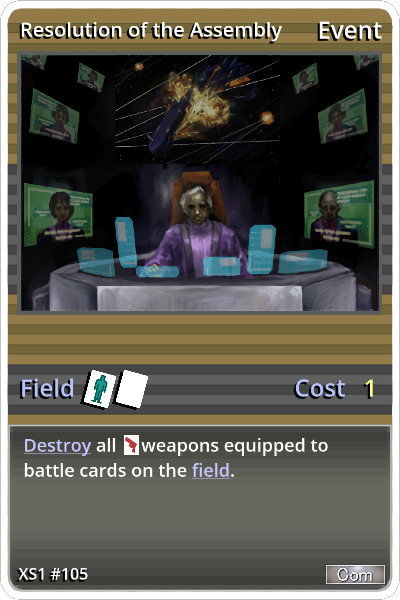 Resolution of the Assembly Event
Field Cost 1
Destroy all weapons equipped to
battle cards on the field.
XS1 #105 Com